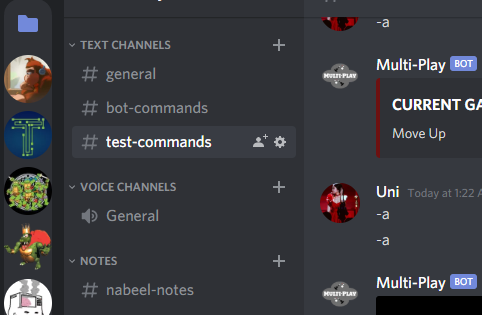 TEXT CHANNELS
general
bot-commands
test-commands
VOICE CHANNELS
General
NOTES
nabeel-notes
-a
Multi-Play BOT
MULTI-PLAY
CURRENT GA
Move Up
Uni Today at 1:22 A
-a
-a
Multi-Play BOT
MULTI-PLAY